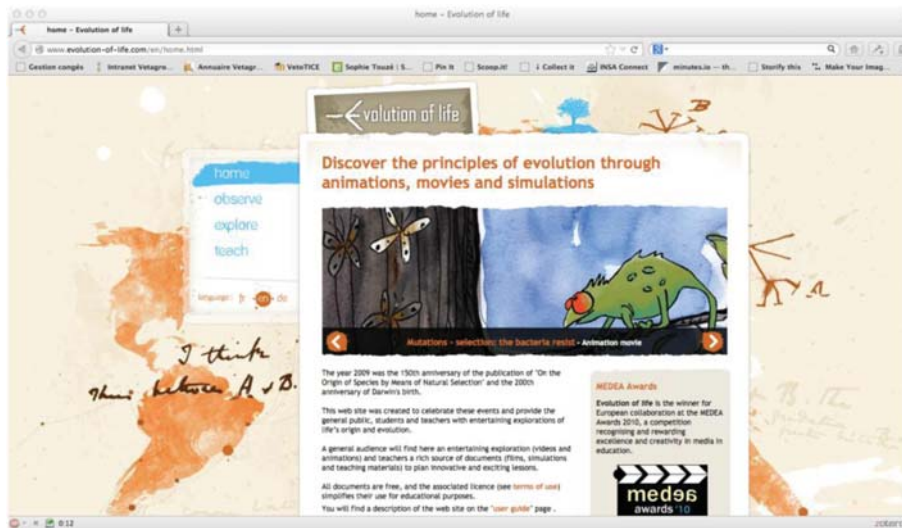 home – Evolution of life
home – Evolution of life
www.evolution-of-life.com/en/home.html
Gestion congés Intranet Vetagro... Annuaire Vetagr... VetoTICE Sophie Touzé | S... Pin It Scoop.it! i Collect it INSA Connect minutes.io — th... Storify this Make Your Imag...
Evolution of life
B
home
observe
explore
teach
language: fr en de
Discover the principles of evolution through
animations, movies and simulations
Mutations - selection: the bacteria resist - Animation movie
I think
between A & B.
The year 2009 was the 150th anniversary of the publication of 'On the
Origin of Species by Means of Natural Selection' and the 200th
anniversary of Darwin's birth.
This web site was created to celebrate these events and provide the
general public, students and teachers with entertaining explorations of
life's origin and evolution.
A general audience will find here an entertaining exploration (videos and
animations) and teachers a rich source of documents (films, simulations
and teaching materials) to plan innovative and exciting lessons.
All documents are free, and the associated licence (see terms of use)
simplifies their use for educational purposes.
You will find a description of the web site on the "user guide" page .
MEDEA Awards
Evolution of life is the winner for
European collaboration at the MEDEA
Awards 2010, a competition
recognising and rewarding
excellence and creativity in media in
education.
medea
awards '10
0:12
zotero